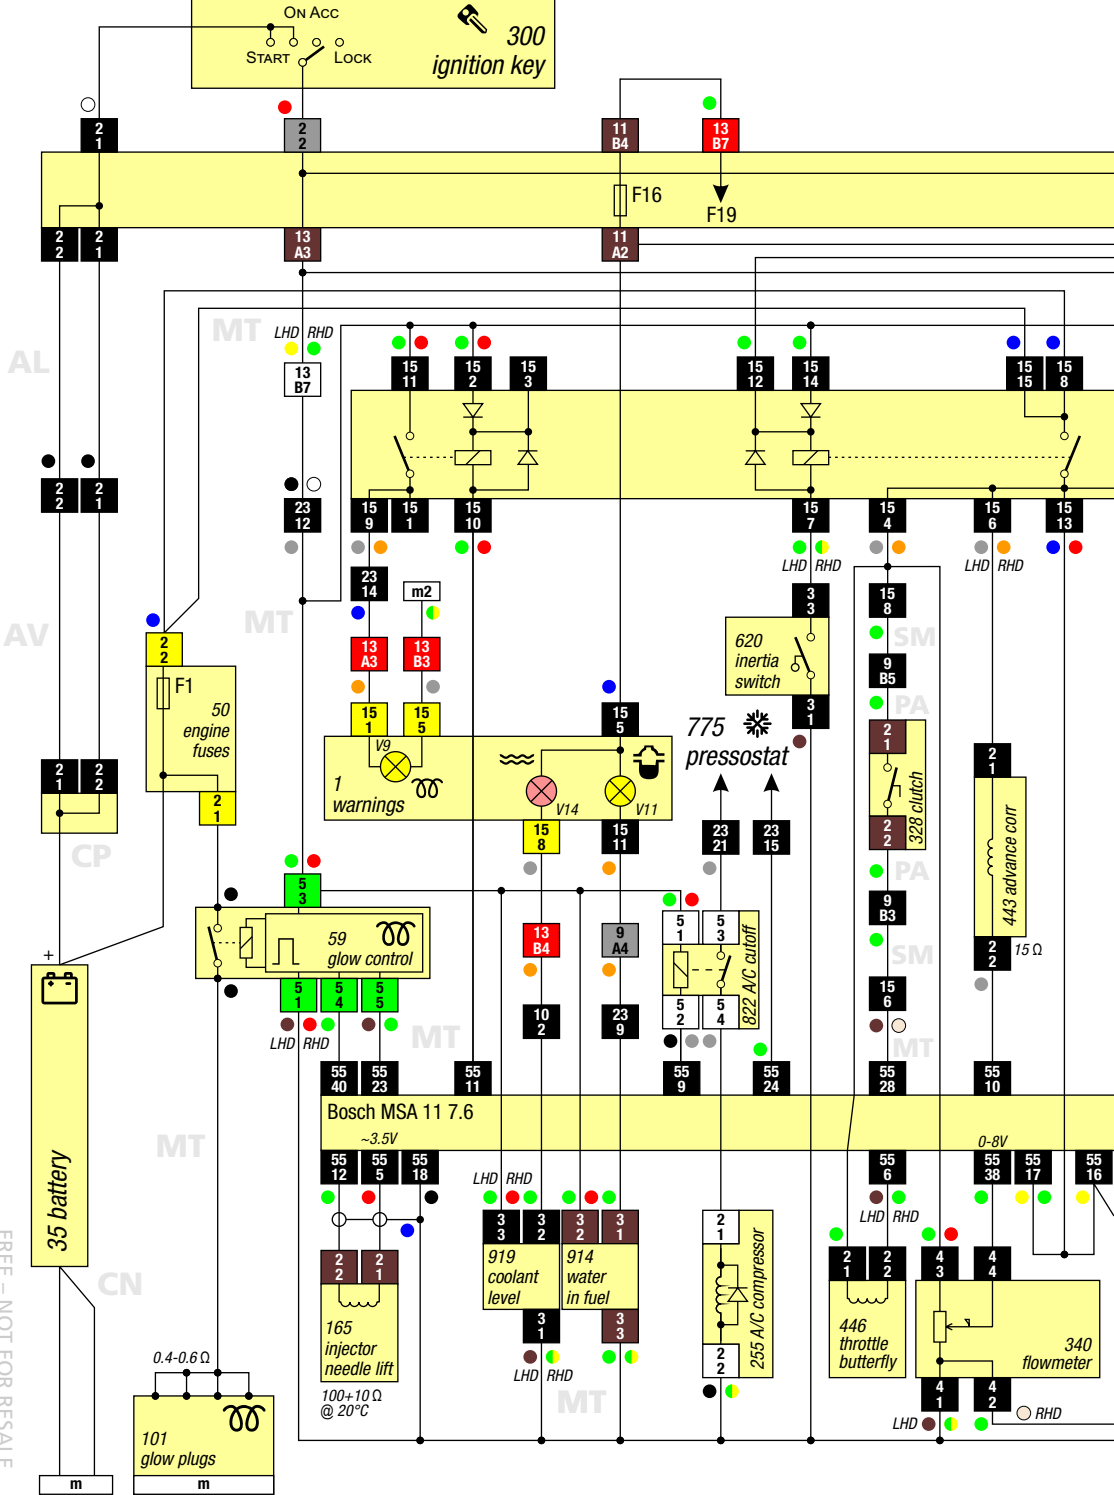 ON ACC
START
LOCK
300
ignition key
2
1
2
2
11
B4
13
B7
F16
F19
2
2
2
1
13
A3
11
A2
MT
LHD RHD
AL
13
B7
15
11
15
2
15
3
15
12
15
14
15
15
15
8
2
2
2
1
23
12
15
9
15
1
15
10
15
7
15
4
15
6
15
13
LHD RHD
LHD RHD
23
14
m2
3
3
15
8
AV
MT
2
2
13
A3
13
B3
620
inertia
switch
SM
9
B5
F1
50
engine
fuses
PA
15
1
15
5
15
5
3
1
2
1
V9
775
pressostat
1
warnings
V14
V11
328 clutch
2
1
2
1
2
2
2
1
15
8
15
11
23
21
23
15
2
2
443 advance corr
CP
PA
5
3
9
B3
59
glow control
13
B4
9
A4
5
1
5
3
822 A/C cutoff
SM
2
2
15 Ω
+
5
1
5
4
5
5
10
2
23
9
5
2
5
4
15
6
LHD RHD
MT
MT
55
40
55
23
55
11
55
9
55
24
55
28
55
10
Bosch MSA 11 7.6
~3.5V
0-8V
MT
35 battery
55
12
55
5
55
18
55
6
55
38
55
17
55
16
LHD RHD
LHD RHD
3
3
3
2
3
2
3
1
2
1
FREE – NOT FOR RESALE
2
2
2
1
919
coolant
level
914
water
in fuel
255 A/C compressor
2
1
2
2
4
3
4
4
CN
165
injector
needle lift
3
1
3
3
446
throttle
butterfly
340
flowmeter
0.4-0.6 Ω
2
2
LHD RHD
100+10 Ω
@ 20°C
MT
4
1
4
2
LHD
RHD
101
glow plugs
m
m